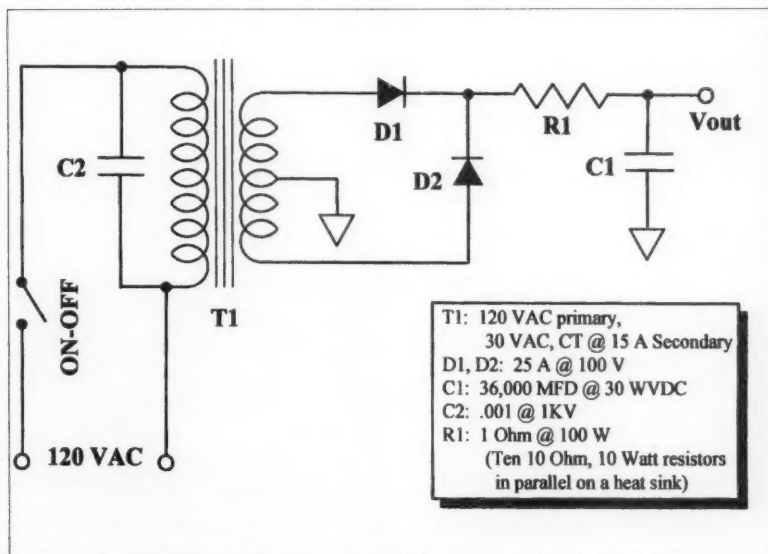 D1
R1
Vout
C2
D2
C1
ON-OFF
T1
120 VAC
T1: 120 VAC primary,
30 VAC, CT @ 15 A Secondary
D1, D2: 25 A @ 100 V
C1: 36,000 MFD @ 30 WVDC
C2: .001 @ 1KV
R1: 1 Ohm @ 100 W
(Ten 10 Ohm, 10 Watt resistors
in parallel on a heat sink)